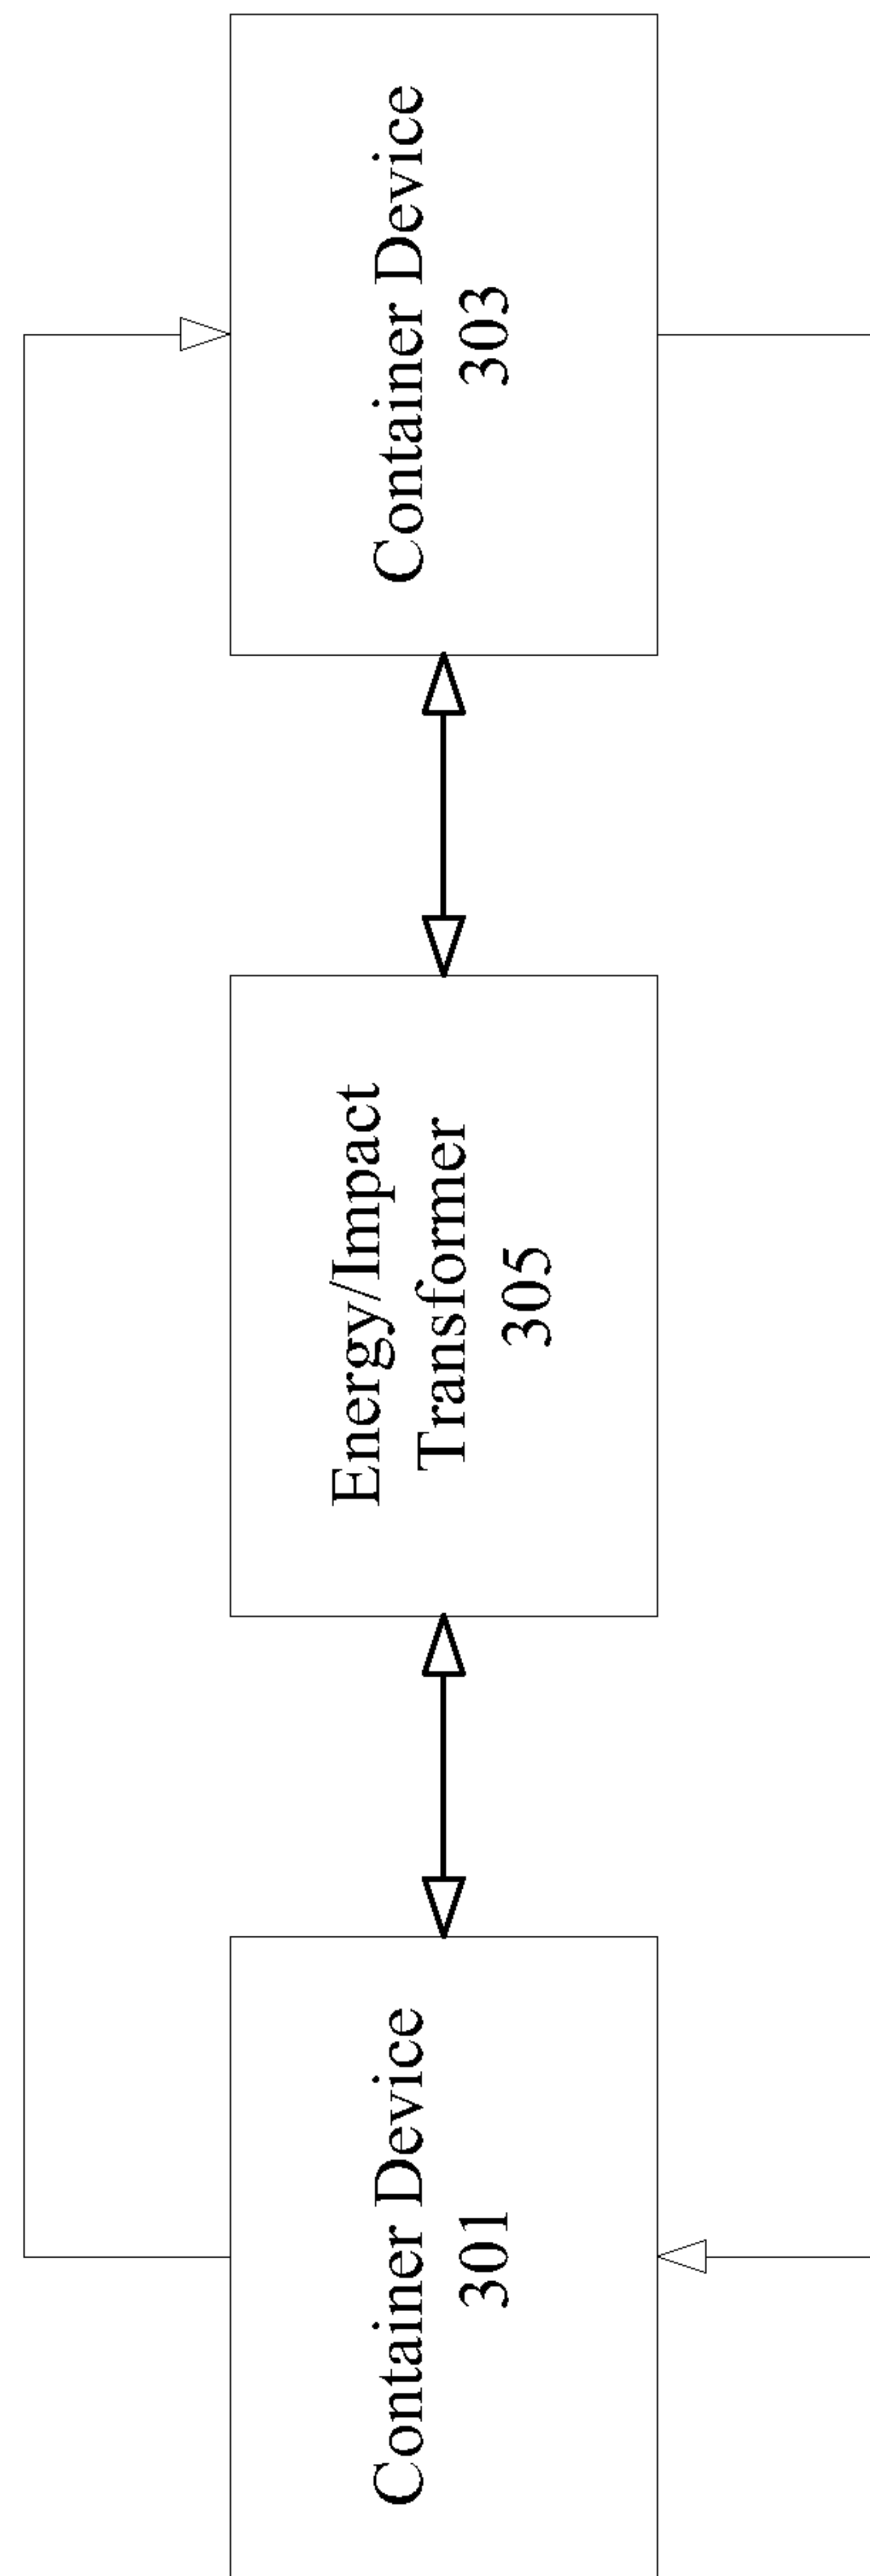 Container Device
301
Energy/Impact
Transformer
305
Container Device
303